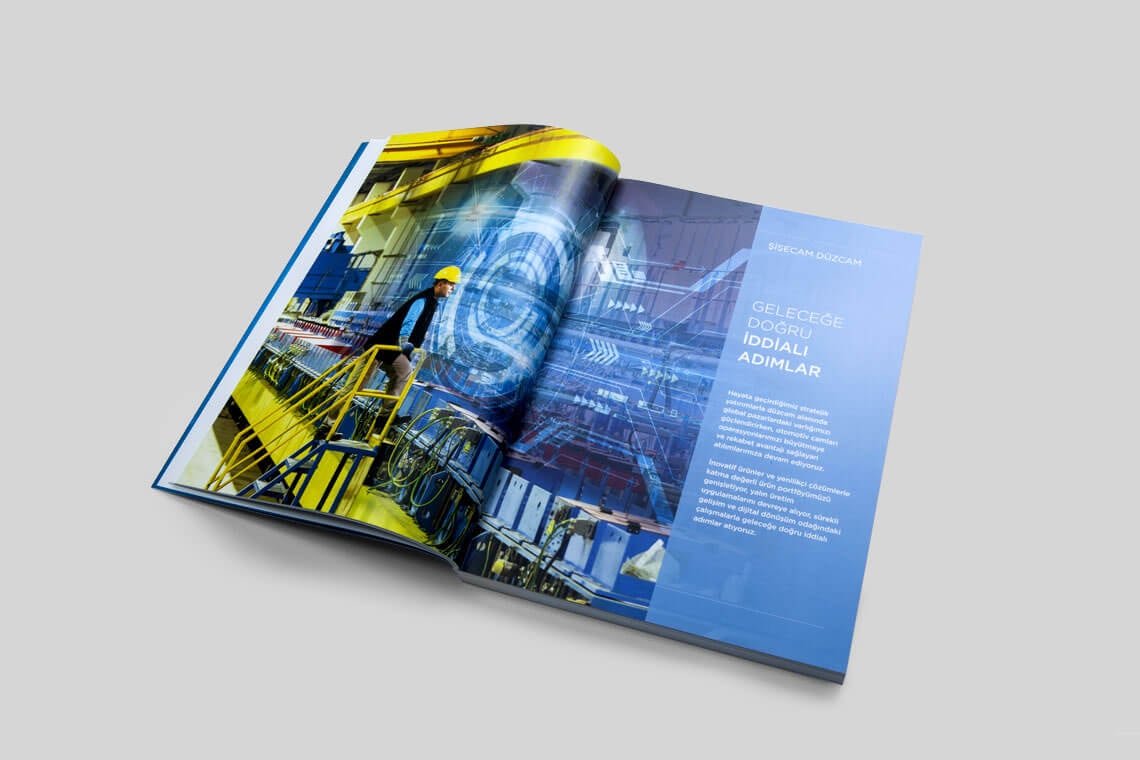 ŞİŞECAM DÜZCAM
GELECEĞE
DOĞRU
İDDİALI
ADIMLAR
Hayata geçirdiğimiz stratejik
yatırımlarla düzcam alanında
global pazarlardaki varlığımızı
güçlendirirken, otomotiv camları
operasyonlarımızı büyütmeye
ve rekabet avantajı sağlayan
atılımlarımıza devam ediyoruz.
İnovatif ürünler ve yenilikçi çözümlerle
katma değerli ürün portföyümüzü
genişletiyor, yalın üretim
uygulamalarını devreye alıyor, sürekli
gelişim ve dijital dönüşüm odağındaki
çalışmalarla geleceğe doğru iddialı
adımlar atıyoruz.